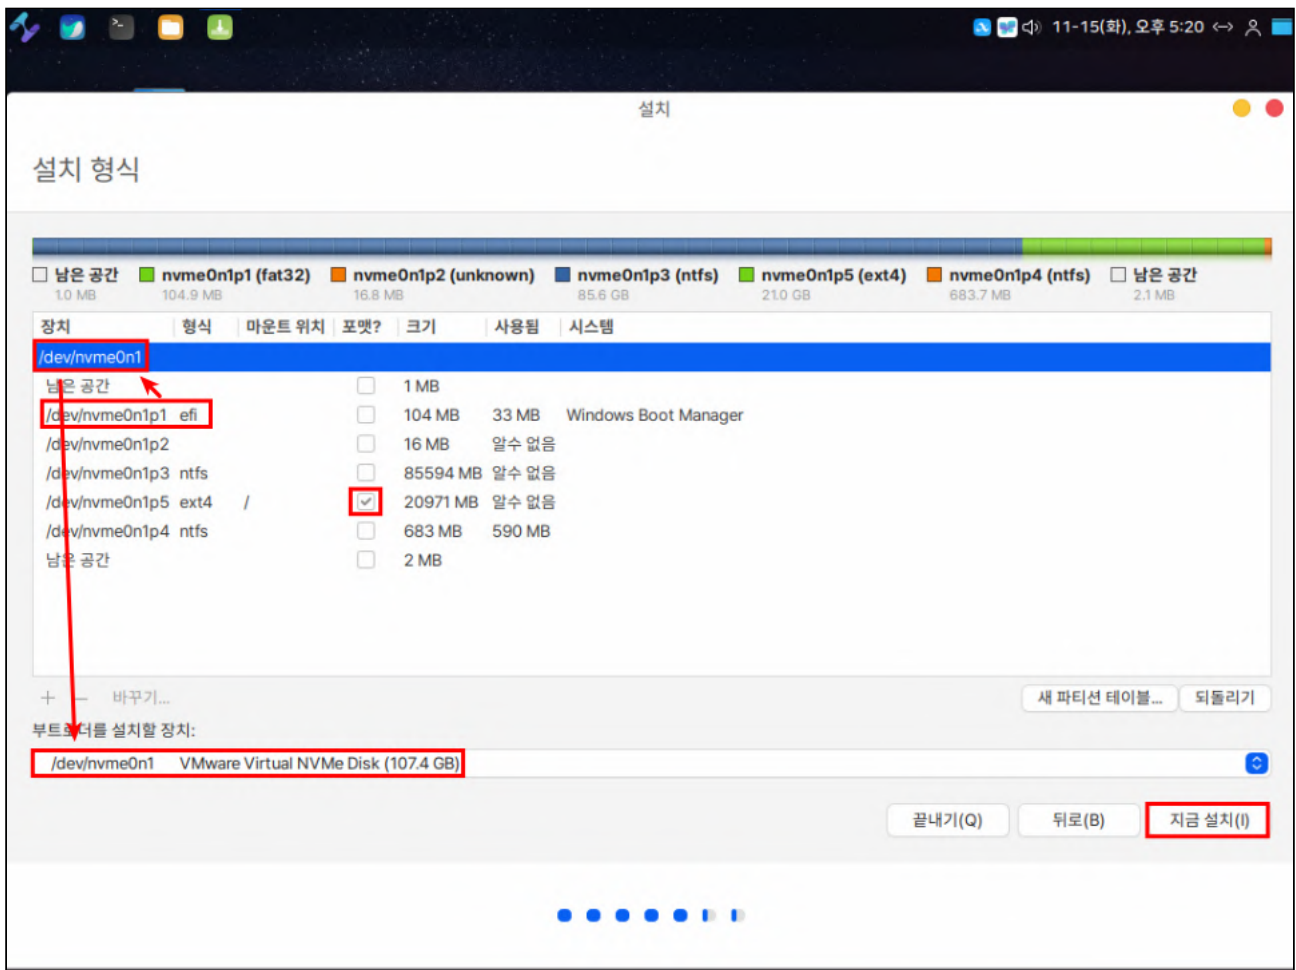 11-15(화), 오후 5:20
설치
설치 형식
남은 공간 nvme0n1p1 (fat32) nvme0n1p2 (unknown) nvme0n1p3 (ntfs) nvme0n1p5 (ext4) nvme0n1p4 (ntfs) 남은 공간
1.0 MB 104.9 MB 16.8 MB 85.6 GB 21.0 GB 683.7 MB 2.1 MB
장치 형식 마운트 위치 포맷? 크기 사용됨 시스템
/dev/nvme0n1
남은 공간 1 MB
/dev/nvme0n1p1 efi 104 MB 33 MB Windows Boot Manager
/dev/nvme0n1p2 16 MB 알수 없음
/dev/nvme0n1p3 ntfs 85594 MB 알수 없음
/dev/nvme0n1p5 ext4 / 20971 MB 알수 없음
/dev/nvme0n1p4 ntfs 683 MB 590 MB
남은 공간 2 MB
+ − 바꾸기... 새 파티션 테이블... 되돌리기
부트로더를 설치할 장치:
/dev/nvme0n1 VMware Virtual NVMe Disk (107.4 GB)
끝내기(Q) 뒤로(B) 지금 설치(I)